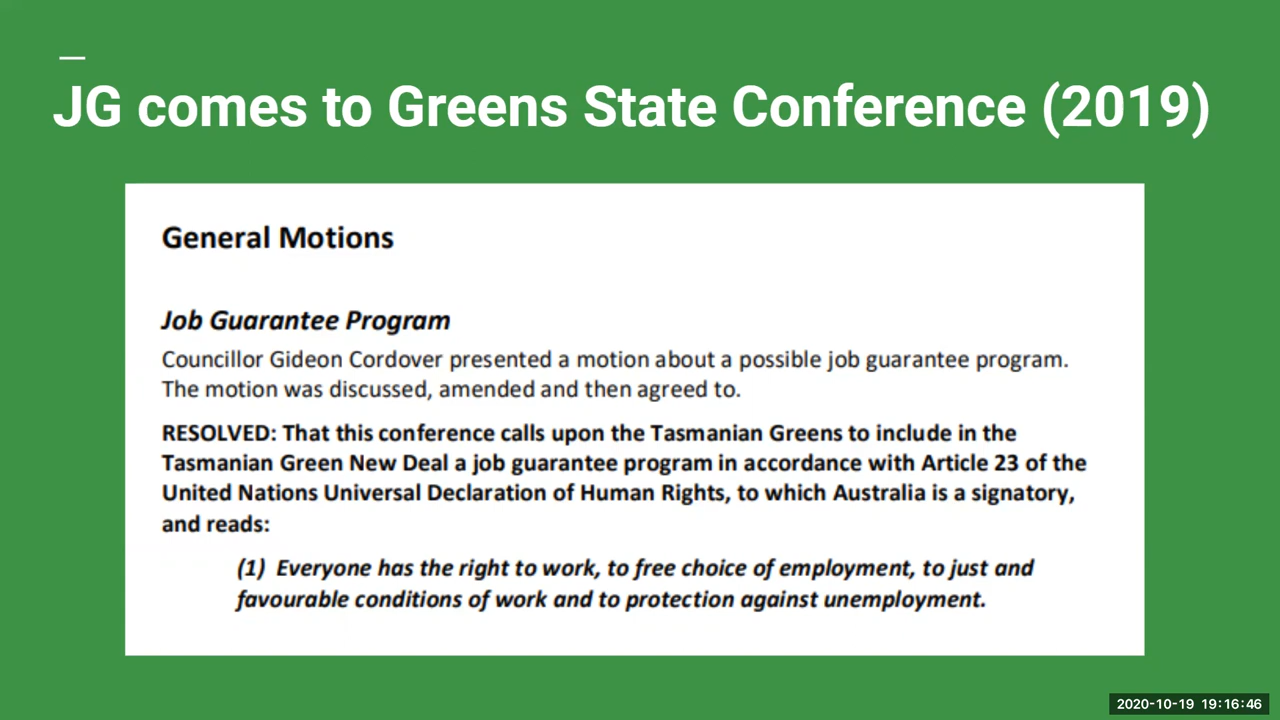 JG comes to Greens State Conference (2019)
General Motions
Job Guarantee Program
Councillor Gideon Cordover presented a motion about a possible job guarantee program.
The motion was discussed, amended and then agreed to.
RESOLVED: That this conference calls upon the Tasmanian Greens to include in the
Tasmanian Green New Deal a job guarantee program in accordance with Article 23 of the
United Nations Universal Declaration of Human Rights, to which Australia is a signatory,
and reads:
(1) Everyone has the right to work, to free choice of employment, to just and
favourable conditions of work and to protection against unemployment.
2020-10-19 19:16:46